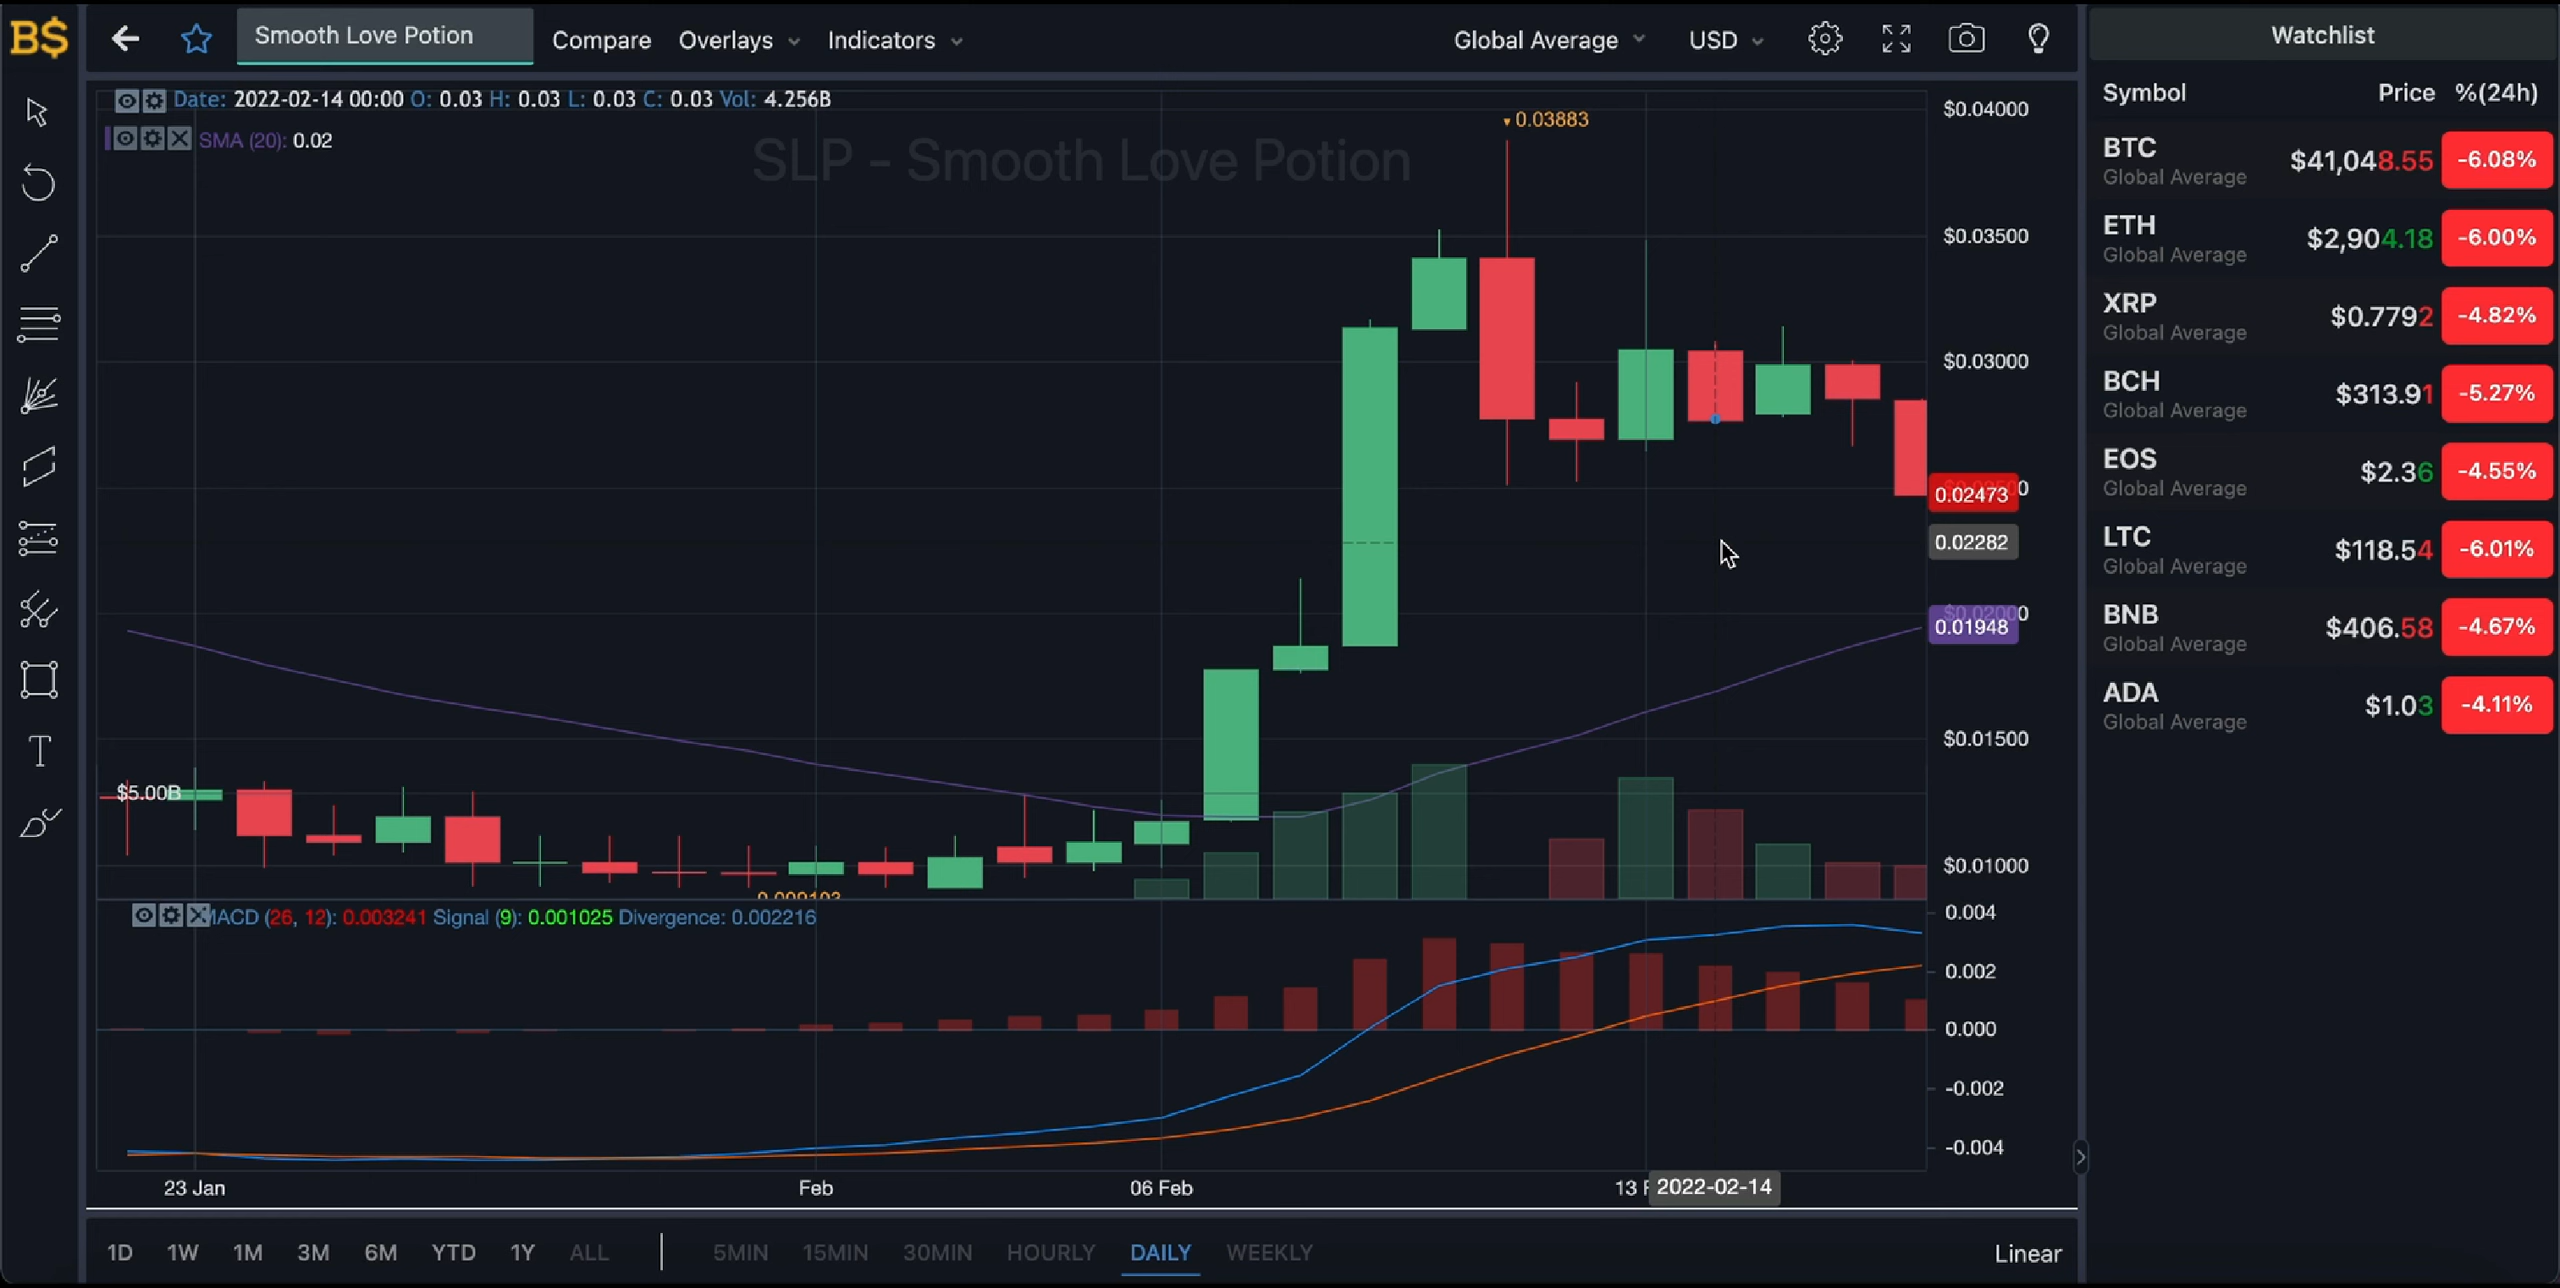 B$
Smooth Love Potion
Compare
Overlays
Indicators
Global Average
USD
Date: 2022-02-14 00:00 O: 0.03 H: 0.03 L: 0.03 C: 0.03 Vol: 4.256B
SMA (20): 0.02
SLP - Smooth Love Potion
0.03883
$0.04000
$0.03500
$0.03000
0.02473
0.02282
$0.02000
0.01948
$0.01500
$0.01000
$5.00B
MACD (26, 12): 0.003241 Signal (9): 0.001025 Divergence: 0.002216
0.004
0.002
0.000
-0.002
-0.004
23 Jan
Feb
06 Feb
13
2022-02-14
1D 1W 1M 3M 6M YTD 1Y ALL
5MIN 15MIN 30MIN HOURLY DAILY WEEKLY
Linear
Watchlist
Symbol Price %(24h)
BTC $41,048.55 -6.08%
Global Average
ETH $2,904.18 -6.00%
Global Average
XRP $0.7792 -4.82%
Global Average
BCH $313.91 -5.27%
Global Average
EOS $2.36 -4.55%
Global Average
LTC $118.54 -6.01%
Global Average
BNB $406.58 -4.67%
Global Average
ADA $1.03 -4.11%
Global Average